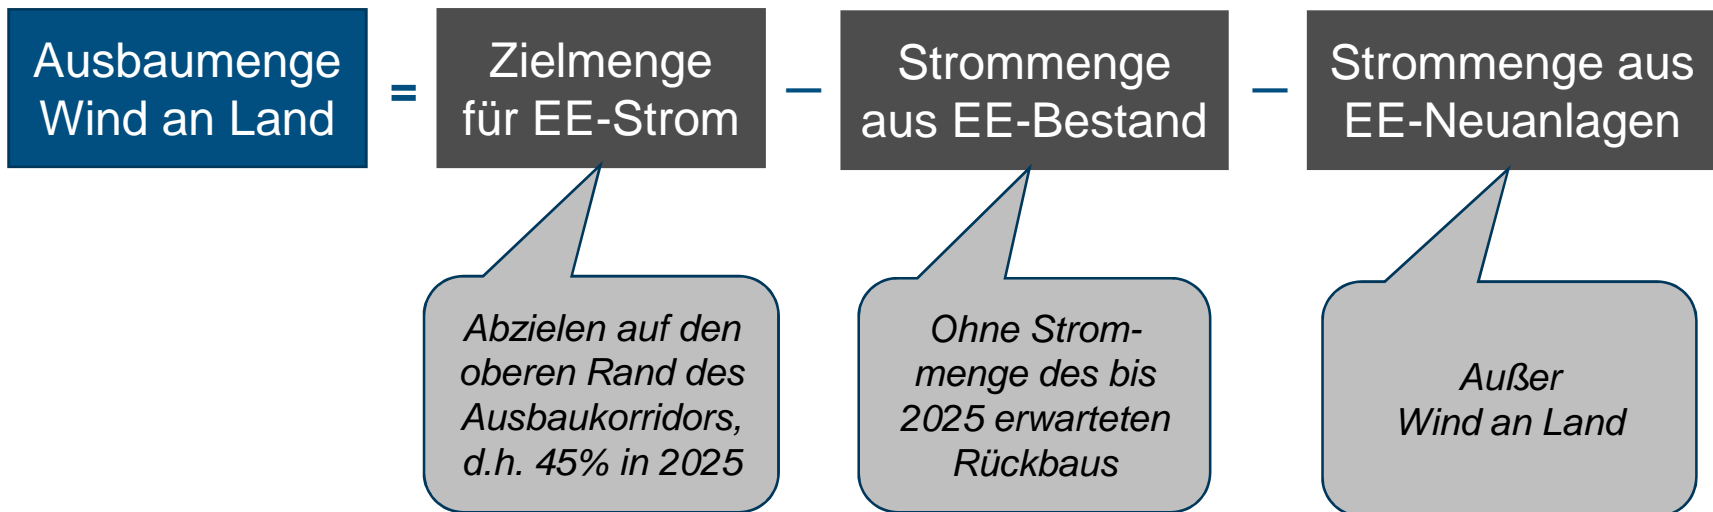 Ausbaumenge
Wind an Land
=
Zielmenge
für EE-Strom
—
Strommenge
aus EE-Bestand
—
Strommenge aus
EE-Neuanlagen
Abzielen auf den
oberen Rand des
Ausbaukorridors,
d.h. 45% in 2025
Ohne Strom-
menge des bis
2025 erwarteten
Rückbaus
Außer
Wind an Land